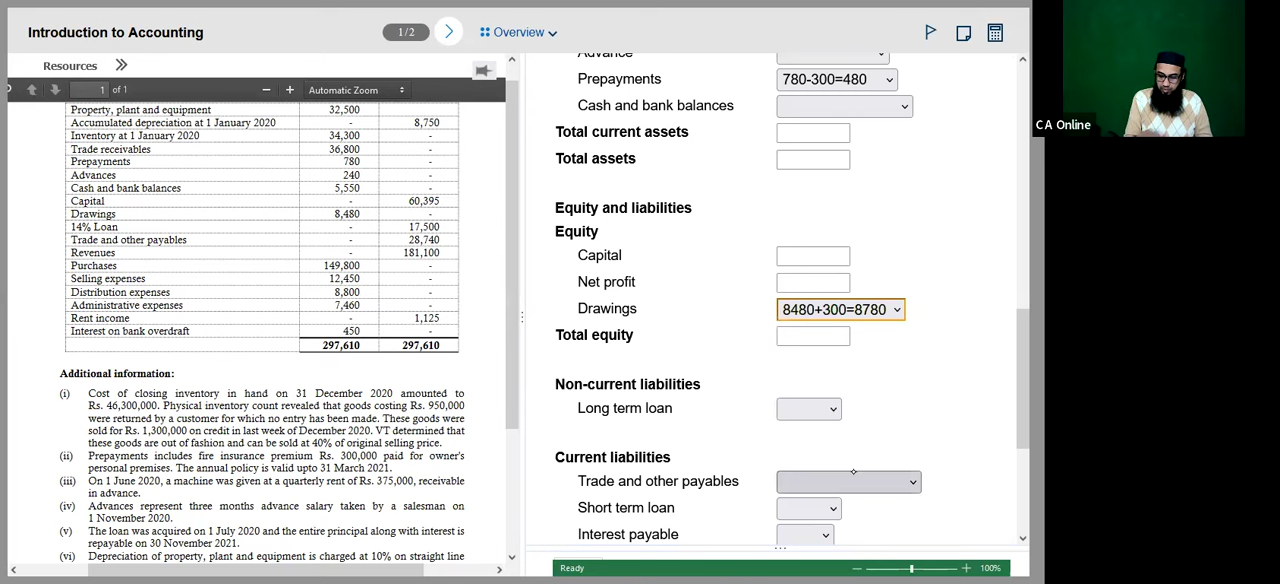 Introduction to Accounting
1/2
Overview
Resources
1 of 1
Automatic Zoom
Property, plant and equipment 32,500
Accumulated depreciation at 1 January 2020 - 8,750
Inventory at 1 January 2020 34,300 -
Trade receivables 36,800 -
Prepayments 780 -
Advances 240 -
Cash and bank balances 5,550 -
Capital - 60,395
Drawings 8,480 -
14% Loan - 17,500
Trade and other payables - 28,740
Revenues - 181,100
Purchases 149,800 -
Selling expenses 12,450 -
Distribution expenses 8,800 -
Administrative expenses 7,460 -
Rent income - 1,125
Interest on bank overdraft 450 -
297,610 297,610
Additional information:
(i) Cost of closing inventory in hand on 31 December 2020 amounted to
Rs. 46,300,000. Physical inventory count revealed that goods costing Rs. 950,000
were returned by a customer for which no entry has been made. These goods were
sold for Rs. 1,300,000 on credit in last week of December 2020. VT determined that
these goods are out of fashion and can be sold at 40% of original selling price.
(ii) Prepayments includes fire insurance premium Rs. 300,000 paid for owner's
personal premises. The annual policy is valid upto 31 March 2021.
(iii) On 1 June 2020, a machine was given at a quarterly rent of Rs. 375,000, receivable
in advance.
(iv) Advances represent three months advance salary taken by a salesman on
1 November 2020.
(v) The loan was acquired on 1 July 2020 and the entire principal along with interest is
repayable on 30 November 2021.
(vi) Depreciation of property, plant and equipment is charged at 10% on straight line
Advance
Prepayments 780-300=480
Cash and bank balances
Total current assets
Total assets
Equity and liabilities
Equity
Capital
Net profit
Drawings 8480+300=8780
Total equity
Non-current liabilities
Long term loan
Current liabilities
Trade and other payables
Short term loan
Interest payable
Ready
100%
CA Online